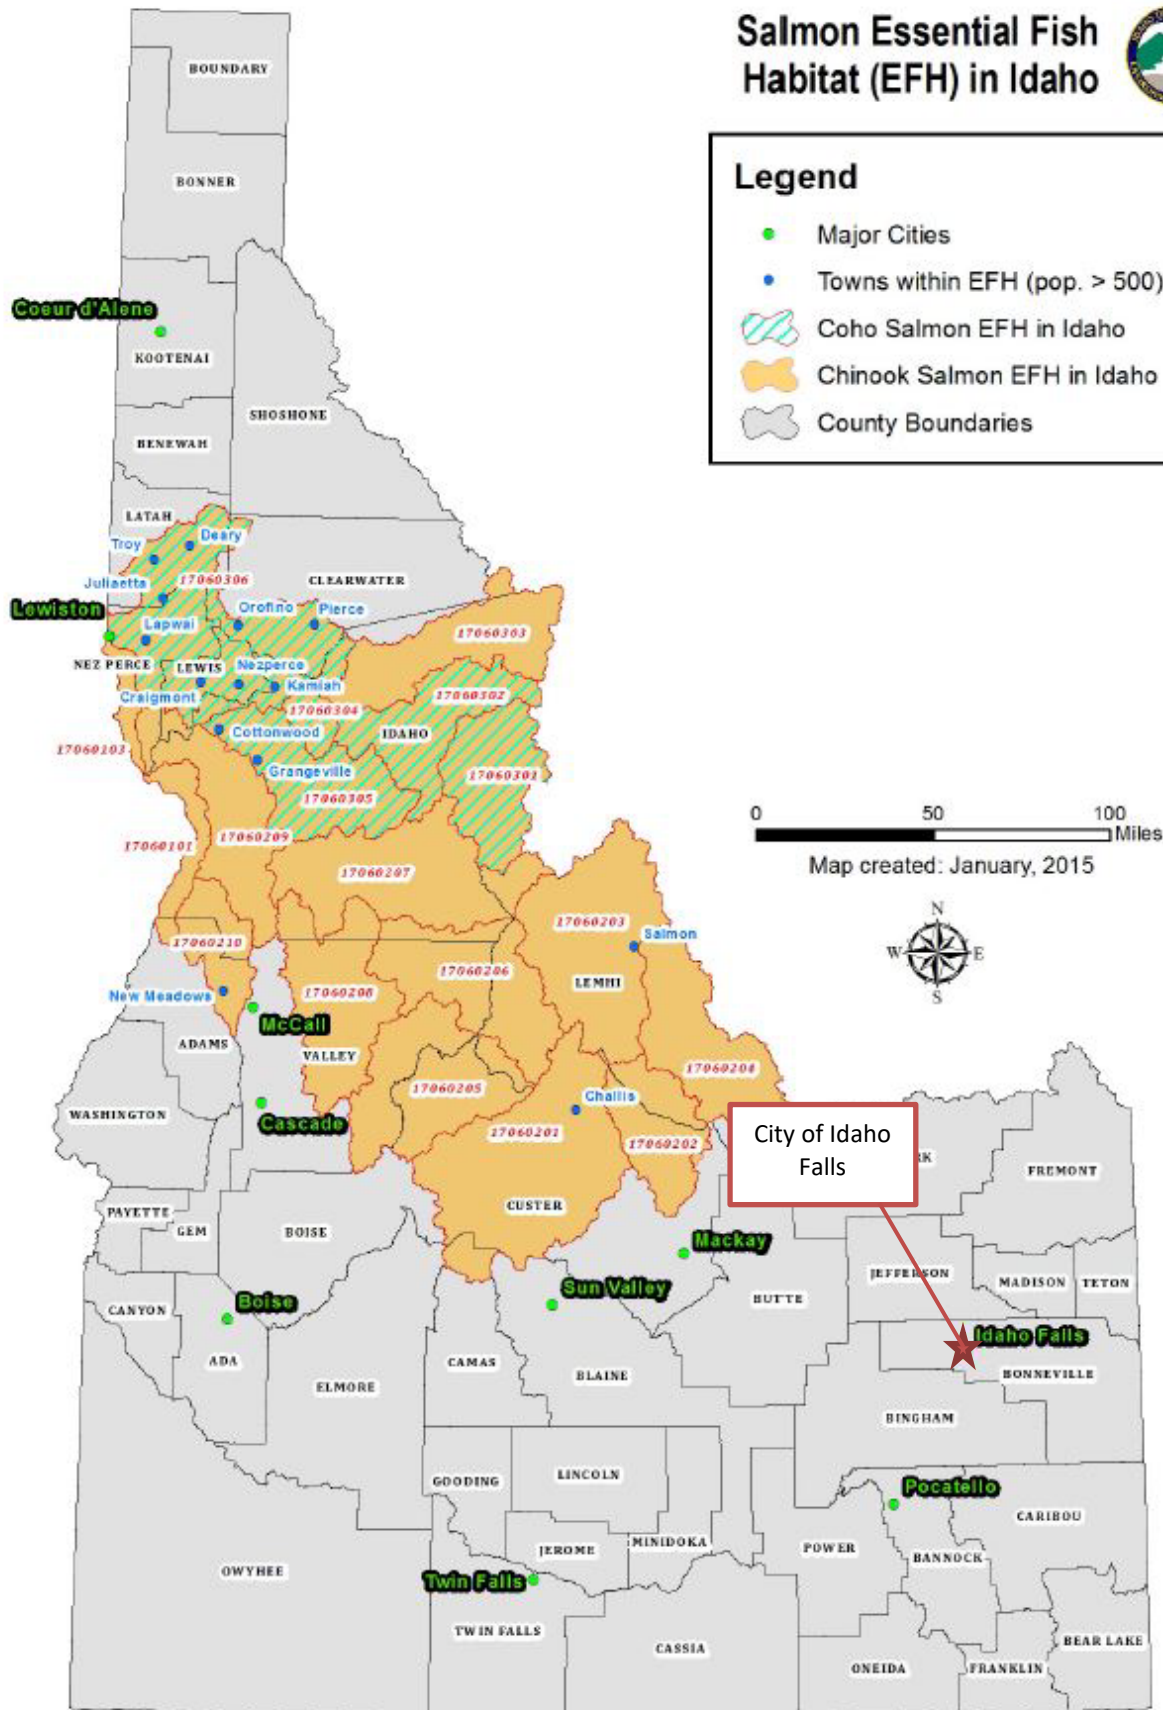 Salmon Essential Fish
Habitat (EFH) in Idaho
Legend
Major Cities
Towns within EFH (pop. > 500)
Coho Salmon EFH in Idaho
Chinook Salmon EFH in Idaho
County Boundaries
BOUNDARY
BONNER
Coeur d'Alene
KOOTENAI
SHOSHONE
BENEWAH
LATAH
Troy
Deary
Juliaetta
17060306
CLEARWATER
Lewiston
Orofino
Pierce
Lapwai
17060303
NEZ PERCE
LEWIS
Nezperce
Craigmont
Kamiah
17060302
17060304
IDAHO
Cottonwood
17060103
Grangeville
17060301
17060305
0 50 100
Miles
Map created: January, 2015
17060101
17060209
17060207
N
W E
S
17060203
Salmon
17060210
17060206
LEMHI
New Meadows
17060208
McCall
ADAMS
VALLEY
17060204
17060205
Challis
WASHINGTON
Cascade
17060201
17060202
City of Idaho
Falls
RK
FREMONT
CUSTER
PAYETTE
GEM
BOISE
Mackay
JEFFERSON
MADISON
TETON
Sun Valley
BUTTE
CANYON
Boise
Idaho Falls
ADA
CAMAS
BLAINE
BONNEVILLE
ELMORE
BINGHAM
GOODING
LINCOLN
Pocatello
CARIBOU
JEROME
MINIDOKA
POWER
BANNOCK
OWYHEE
Twin Falls
TWIN FALLS
CASSIA
BEAR LAKE
ONEIDA
FRANKLIN